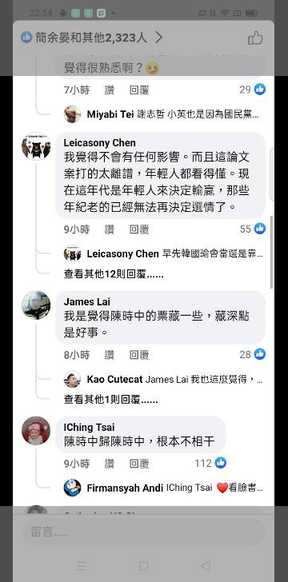 22:54
簡余晏和其他2,323人 >
覺得很熟悉啊?
7小時 讚 回覆 29
Miyabi Tei 謝志哲 小英也是因為國民黨...
Leicasony Chen
我覺得不會有任何影響。而且這論文
案打的太離譜,年輕人都看得懂。現
在這年代是年輕人來決定輸贏,那些
年紀老的已經無法再決定選情了。
9小時 讚 回覆 55
Leicasony Chen 早先韓國瑜會當選是靠...
查看其他12則回覆......
James Lai
我是覺得陳時中的票藏一些,藏深點
是好事。
8小時 讚 回覆 28
Kao Cutecat James Lai 我也這麼覺得,...
查看其他1則回覆......
IChing Tsai
陳時中歸陳時中,根本不相干
9小時 讚 回覆 112
Firmansyah Andi IChing Tsai ❤️看臉書...
留言......